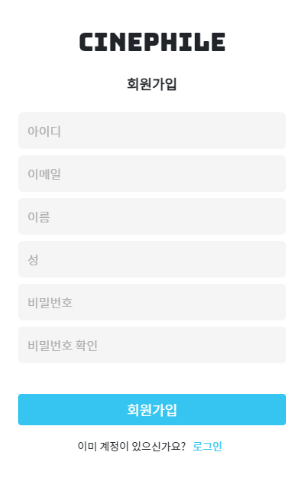 CINEPHILE
회원가입
아이디
이메일
이름
성
비밀번호
비밀번호 확인
회원가입
이미 계정이 있으신가요? 로그인